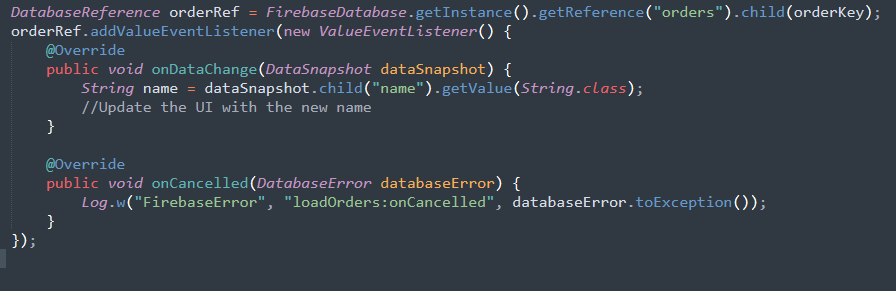 DatabaseReference orderRef = FirebaseDatabase.getInstance().getReference("orders").child(orderKey);
orderRef.addValueEventListener(new ValueEventListener() {
    @Override
    public void onDataChange(DataSnapshot dataSnapshot) {
        String name = dataSnapshot.child("name").getValue(String.class);
        //Update the UI with the new name
    }

    @Override
    public void onCancelled(DatabaseError databaseError) {
        Log.w("FirebaseError", "loadOrders:onCancelled", databaseError.toException());
    }
});